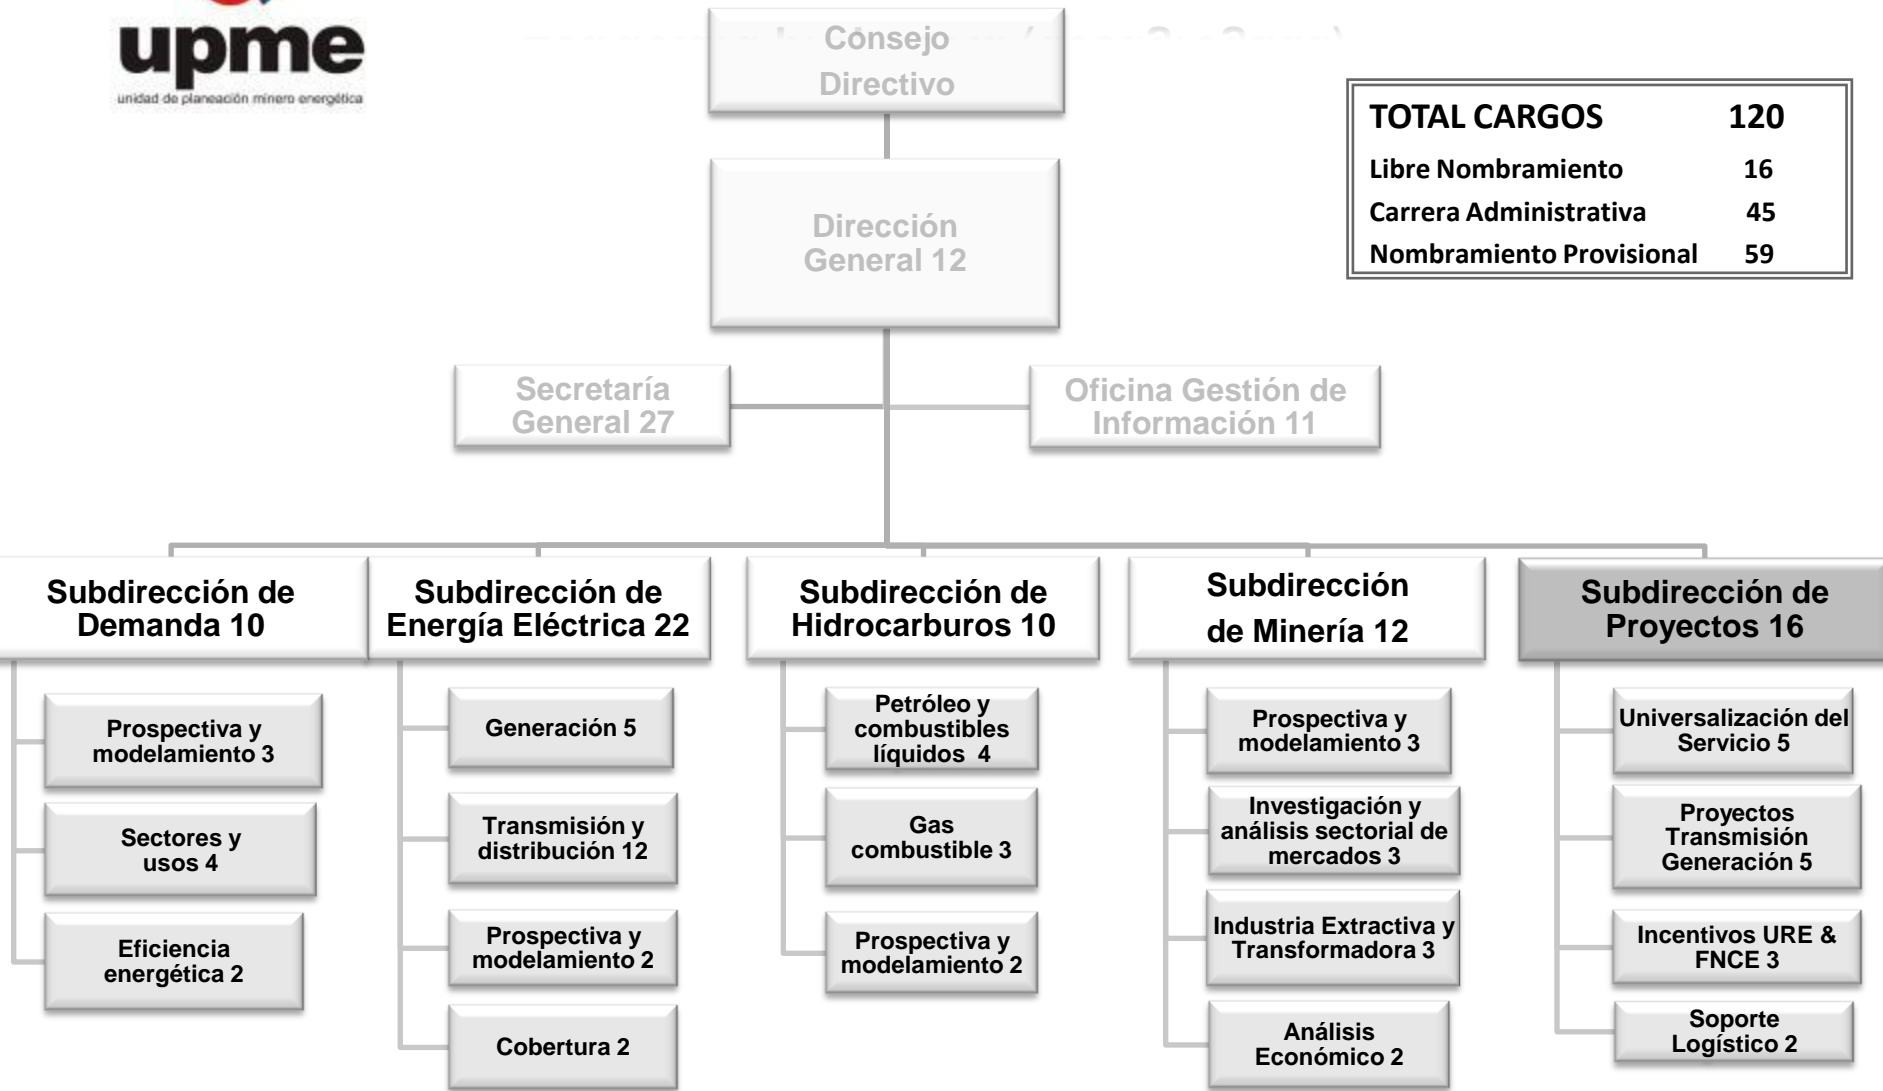 upme
unidad de planeación minero energética
Consejo
Directivo
TOTAL CARGOS 120
Libre Nombramiento 16
Carrera Administrativa 45
Nombramiento Provisional 59
Dirección
General 12
Secretaría
General 27
Oficina Gestión de
Información 11
Subdirección de
Demanda 10
Prospectiva y
modelamiento 3
Sectores y
usos 4
Eficiencia
energética 2
Subdirección de
Energía Eléctrica 22
Generación 5
Transmisión y
distribución 12
Prospectiva y
modelamiento 2
Cobertura 2
Subdirección de
Hidrocarburos 10
Petróleo y
combustibles
líquidos 4
Gas
combustible 3
Prospectiva y
modelamiento 2
Subdirección
de Minería 12
Prospectiva y
modelamiento 3
Investigación y
análisis sectorial de
mercados 3
Industria Extractiva y
Transformadora 3
Análisis
Económico 2
Subdirección de
Proyectos 16
Universalización del
Servicio 5
Proyectos
Transmisión
Generación 5
Incentivos URE &
FNCE 3
Soporte
Logístico 2